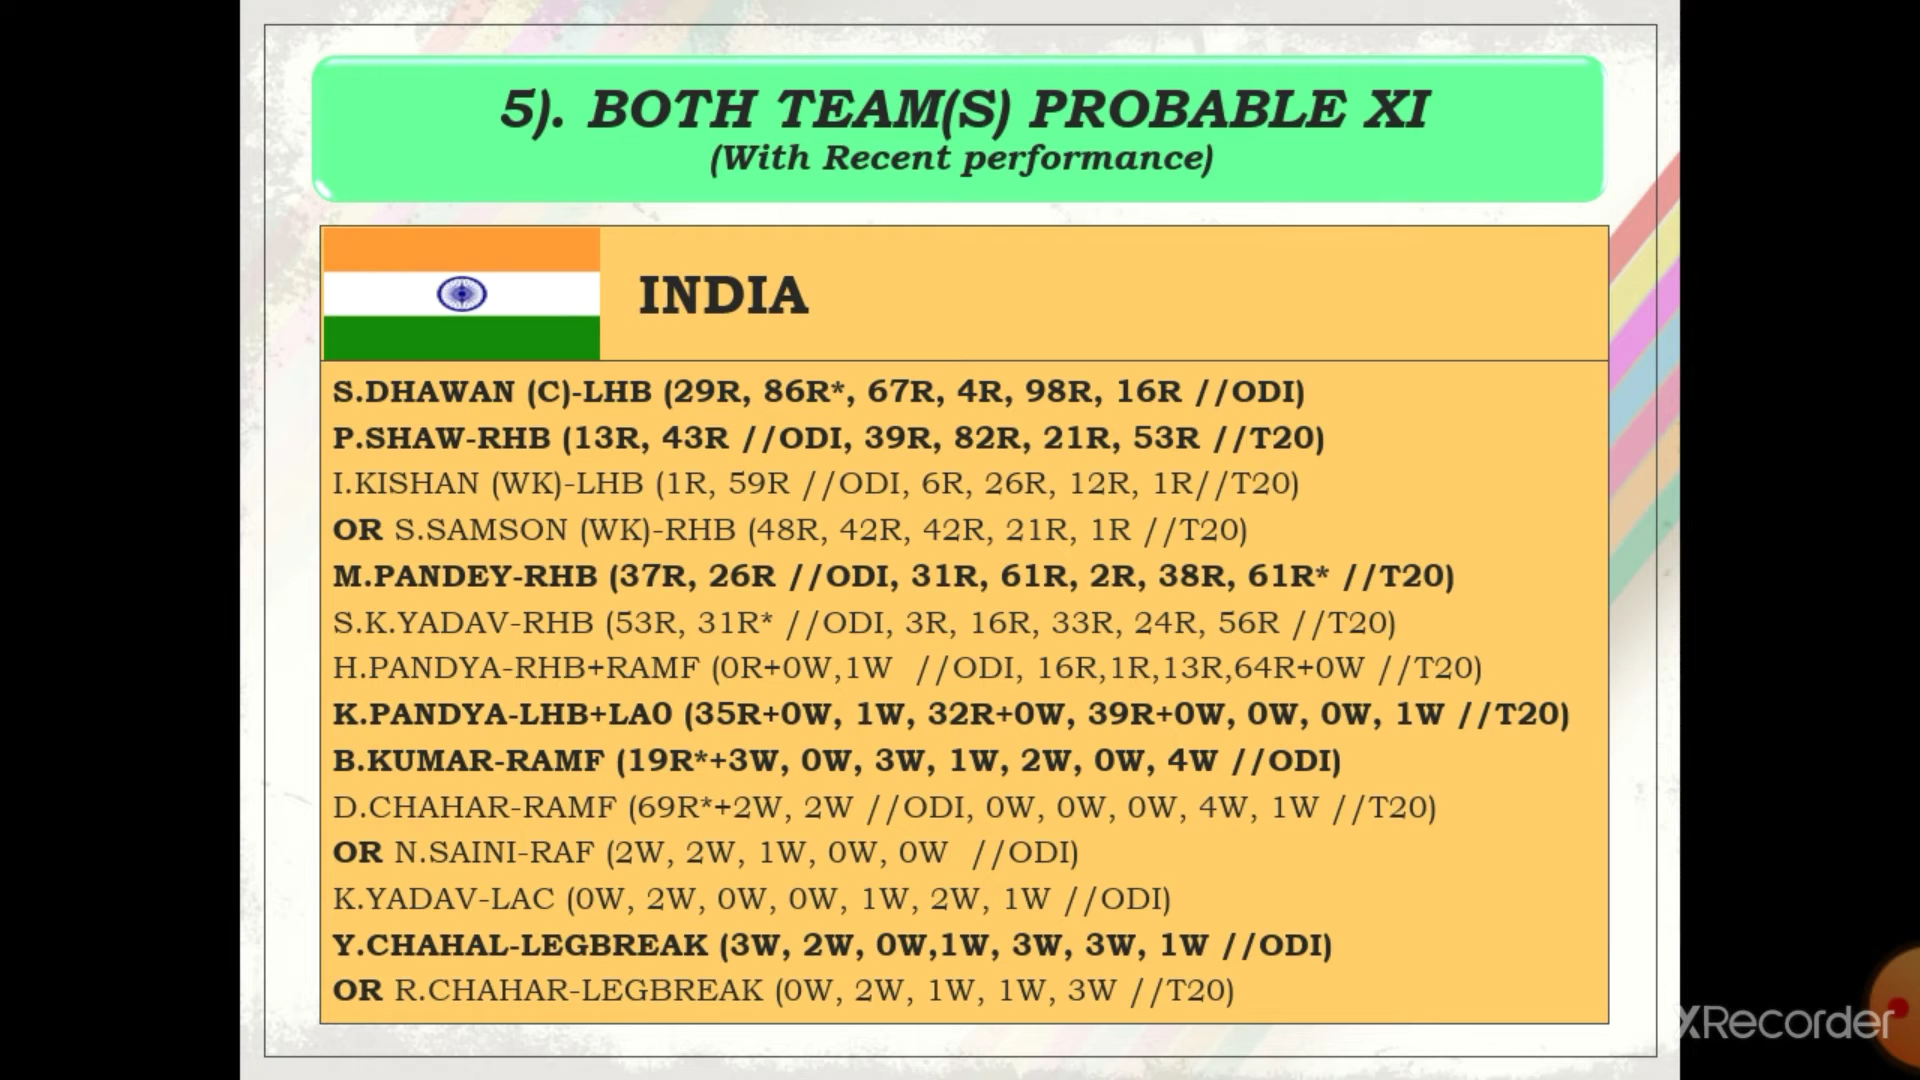 5). BOTH TEAM(S) PROBABLE XI
(With Recent performance)
INDIA
S.DHAWAN (C)-LHB (29R, 86R*, 67R, 4R, 98R, 16R //ODI)
P.SHAW-RHB (13R, 43R //ODI, 39R, 82R, 21R, 53R //T20)
I.KISHAN (WK)-LHB (1R, 59R //ODI, 6R, 26R, 12R, 1R//T20)
OR S.SAMSON (WK)-RHB (48R, 42R, 42R, 21R, 1R //T20)
M.PANDEY-RHB (37R, 26R //ODI, 31R, 61R, 2R, 38R, 61R* //T20)
S.K.YADAV-RHB (53R, 31R* //ODI, 3R, 16R, 33R, 24R, 56R //T20)
H.PANDYA-RHB+RAMF (0R+0W,1W //ODI, 16R,1R,13R,64R+0W //T20)
K.PANDYA-LHB+LA0 (35R+0W, 1W, 32R+0W, 39R+0W, 0W, 0W, 1W //T20)
B.KUMAR-RAMF (19R*+3W, 0W, 3W, 1W, 2W, 0W, 4W //ODI)
D.CHAHAR-RAMF (69R*+2W, 2W //ODI, 0W, 0W, 0W, 4W, 1W //T20)
OR N.SAINI-RAF (2W, 2W, 1W, 0W, 0W //ODI)
K.YADAV-LAC (0W, 2W, 0W, 0W, 1W, 2W, 1W //ODI)
Y.CHAHAL-LEGBREAK (3W, 2W, 0W,1W, 3W, 3W, 1W //ODI)
OR R.CHAHAR-LEGBREAK (0W, 2W, 1W, 1W, 3W //T20)
XRecorder